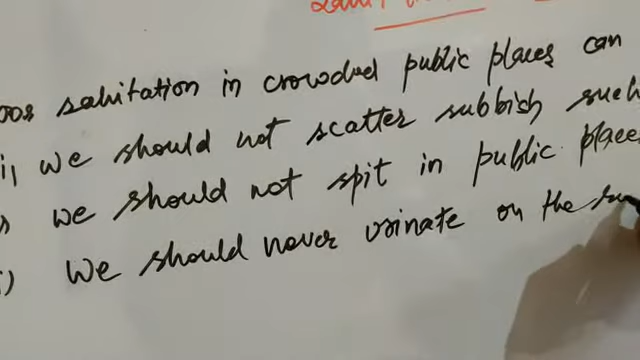 sanitation in crowded public places can
we should not scatter rubbish such
we should not spit in public places
We should never urinate on the